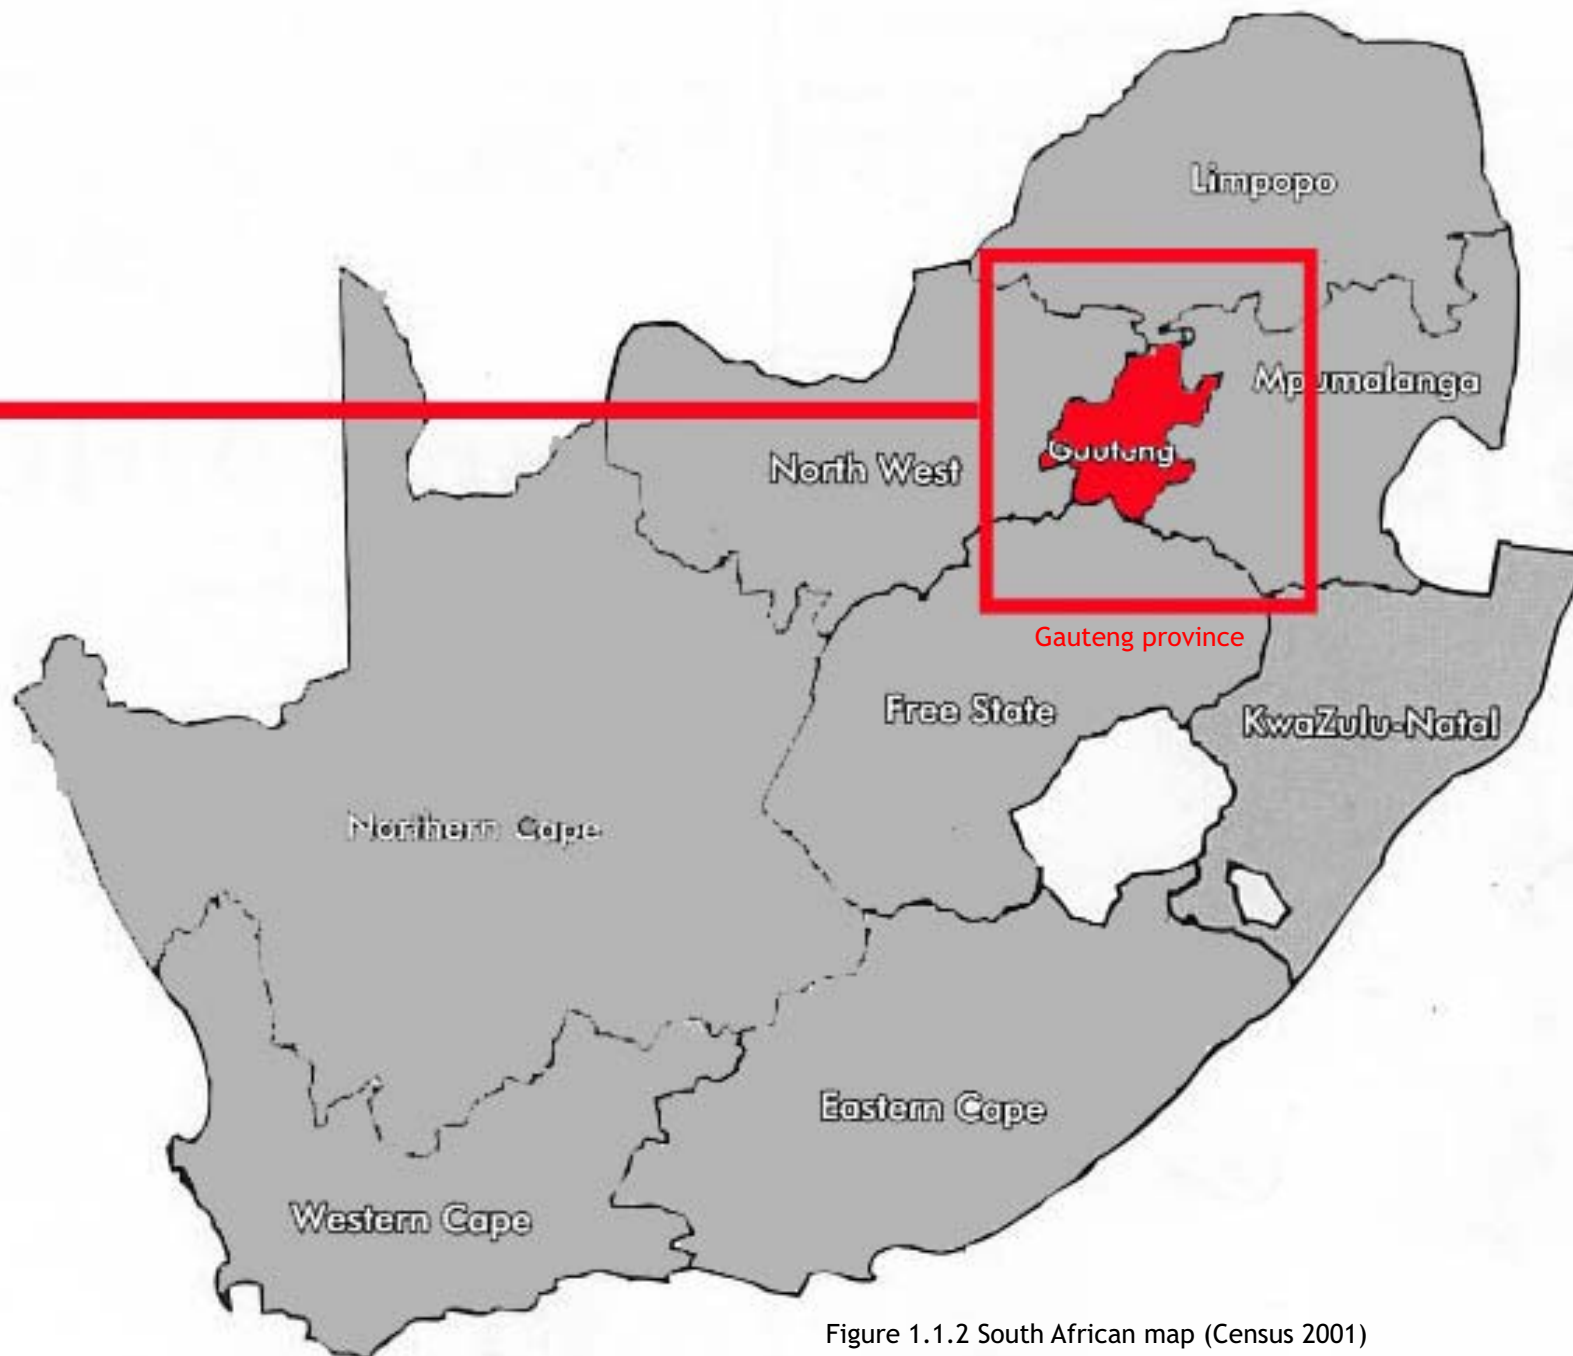 Limpopo
Mpumalanga
Gauteng
North West
Gauteng province
Free State
KwaZulu-Natal
Northern Cape
Eastern Cape
Western Cape
Figure 1.1.2 South African map (Census 2001)